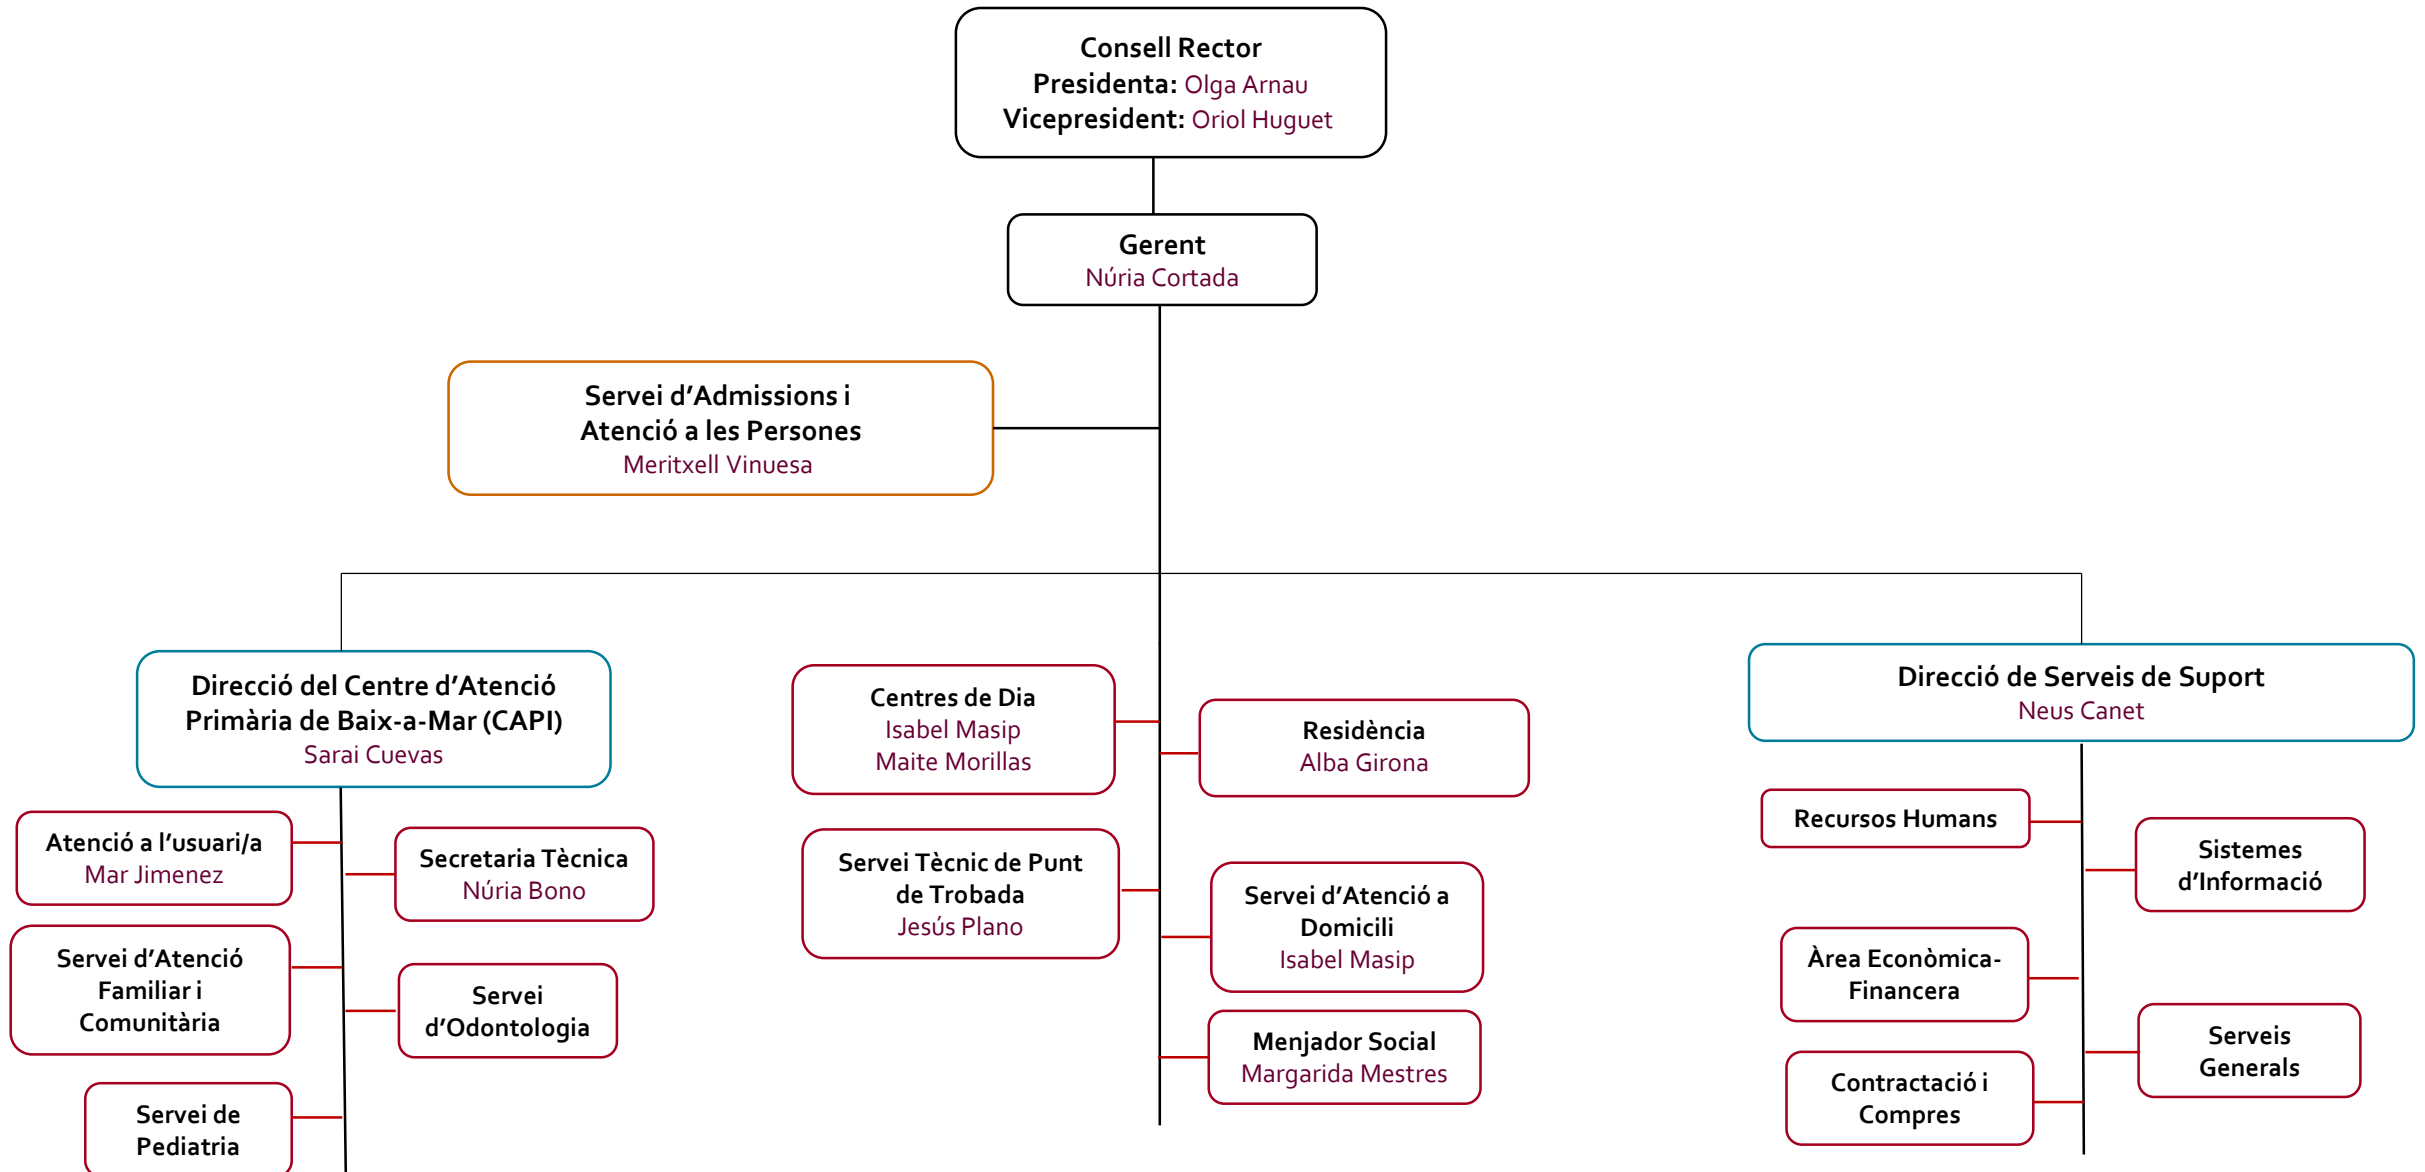 Consell Rector
Presidenta: Olga Arnau
Vicepresident: Oriol Huguet
Gerent
Núria Cortada
Servei d'Admissions i
Atenció a les Persones
Meritxell Vinuesa
Direcció del Centre d'Atenció
Primària de Baix-a-Mar (CAPI)
Sarai Cuevas
Atenció a l'usuari/a
Mar Jimenez
Secretaria Tècnica
Núria Bono
Servei d'Atenció
Familiar i
Comunitària
Servei
d'Odontologia
Servei de
Pediatria
Centres de Dia
Isabel Masip
Maite Morillas
Residència
Alba Girona
Servei Tècnic de Punt
de Trobada
Jesús Plano
Servei d'Atenció a
Domicili
Isabel Masip
Menjador Social
Margarida Mestres
Direcció de Serveis de Suport
Neus Canet
Recursos Humans
Sistemes
d'Informació
Àrea Econòmica-
Financera
Serveis
Generals
Contractació i
Compres